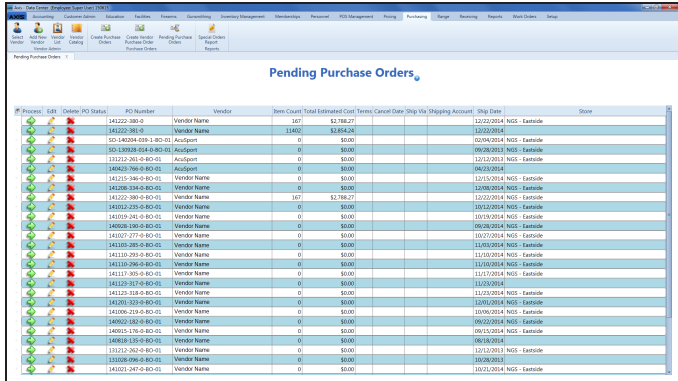 AXIS - Data Center [Employee Super User] 150815
AXIS Accounting Customer Admin Education Facilities Firearms Gunsmithing Inventory Management Memberships Personnel POS Management Pricing Purchasing Range Receiving Reports Work Orders Setup
Select Vendor Add New Vendor Vendor List Vendor Catalog Create Purchase Orders Create Vendor Purchase Order Pending Purchase Orders Special Orders Report
Vendor Admin Purchase Orders Reports
Pending Purchase Orders X
Pending Purchase Orders
Process Edit Delete PO Status PO Number Vendor Item Count Total Estimated Cost Terms Cancel Date Ship Via Shipping Account Ship Date Store
141222-380-0 Vendor Name 167 $2,788.27 12/22/2014 NGS - Eastside
141222-381-0 Vendor Name 11402 $2,854.24 12/22/2014
SO-140204-039-1-BO-01 AcuSport 0 $0.00 02/04/2014 NGS - Eastside
SO-130928-014-0-BO-01 AcuSport 0 $0.00 09/28/2013 NGS - Eastside
131212-261-0-BO-01 AcuSport 0 $0.00 12/12/2013 NGS - Eastside
140423-766-0-BO-01 AcuSport 0 $0.00 04/23/2014
141215-346-0-BO-01 Vendor Name 0 $0.00 12/15/2014 NGS - Eastside
141208-334-0-BO-01 Vendor Name 0 $0.00 12/08/2014 NGS - Eastside
141222-380-0-BO-01 Vendor Name 167 $2,788.27 12/22/2014 NGS - Eastside
141012-235-0-BO-01 Vendor Name 0 $0.00 10/12/2014 NGS - Eastside
141019-241-0-BO-01 Vendor Name 0 $0.00 10/19/2014 NGS - Eastside
140928-190-0-BO-01 Vendor Name 0 $0.00 09/28/2014 NGS - Eastside
141027-277-0-BO-01 Vendor Name 0 $0.00 10/27/2014 NGS - Eastside
141103-285-0-BO-01 Vendor Name 0 $0.00 11/03/2014 NGS - Eastside
141110-293-0-BO-01 Vendor Name 0 $0.00 11/10/2014 NGS - Eastside
141110-296-0-BO-01 Vendor Name 0 $0.00 11/10/2014 NGS - Eastside
141117-305-0-BO-01 Vendor Name 0 $0.00 11/17/2014 NGS - Eastside
141123-317-0-BO-01 Vendor Name 0 $0.00 11/23/2014
141123-318-0-BO-01 Vendor Name 0 $0.00 11/23/2014 NGS - Eastside
141201-323-0-BO-01 Vendor Name 0 $0.00 12/01/2014 NGS - Eastside
141006-219-0-BO-01 Vendor Name 0 $0.00 10/06/2014 NGS - Eastside
140922-182-0-BO-01 Vendor Name 0 $0.00 09/22/2014 NGS - Eastside
140915-176-0-BO-01 Vendor Name 0 $0.00 09/15/2014 NGS - Eastside
140818-135-0-BO-01 Vendor Name 0 $0.00 08/18/2014
131212-262-0-BO-01 Vendor Name 0 $0.00 12/12/2013 NGS - Eastside
131028-096-0-BO-01 Vendor Name 0 $0.00 10/28/2013
141021-247-0-BO-01 Vendor Name 0 $0.00 10/21/2014 NGS - Eastside